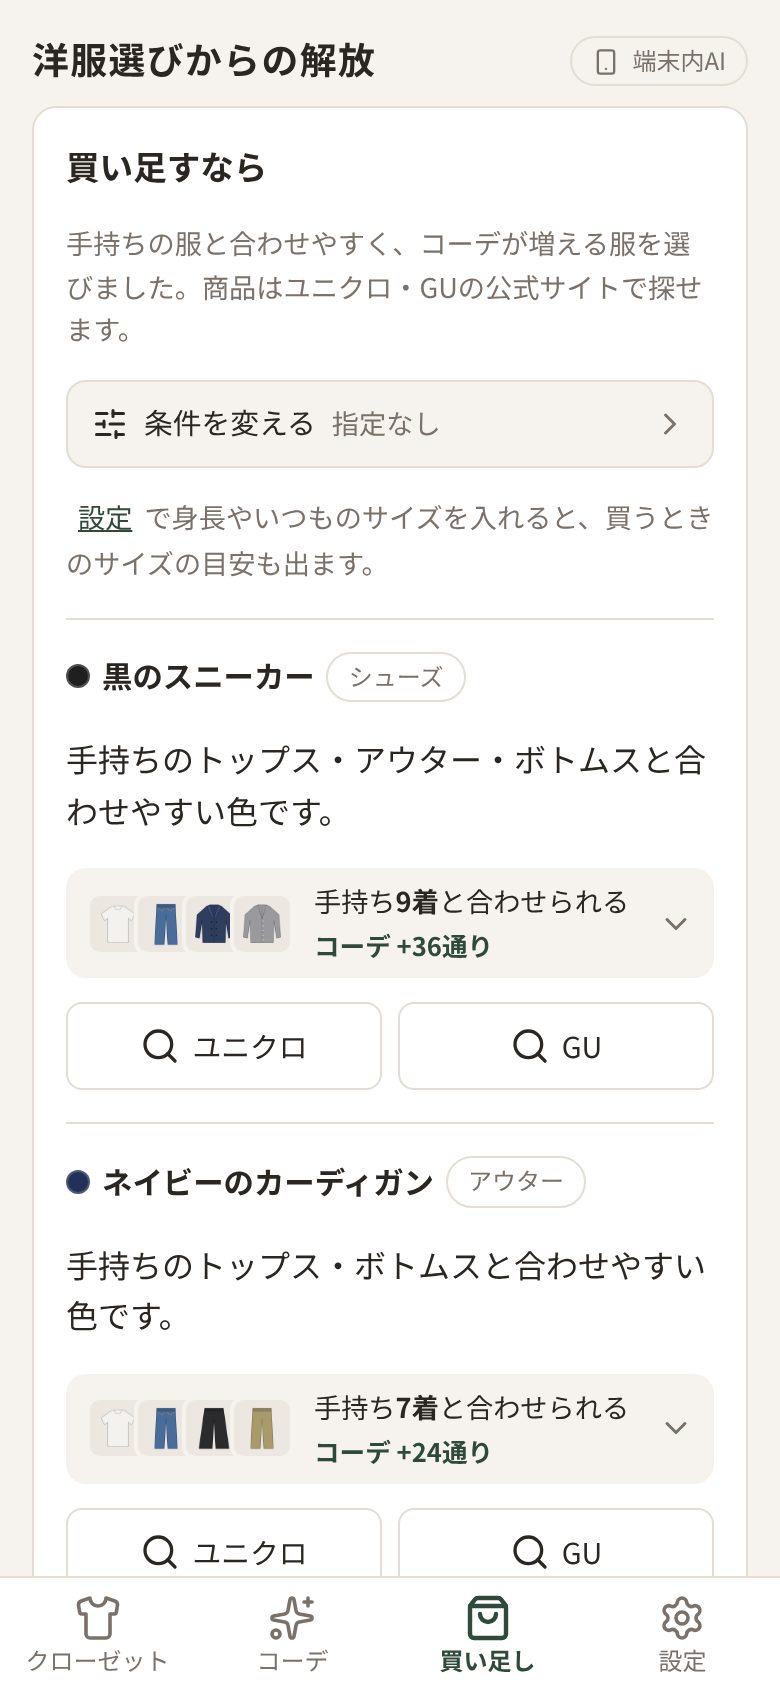 洋服選びからの解放
端末内AI
買い足すなら
手持ちの服と合わせやすく、コーデが増える服を選
びました。商品はユニクロ・GUの公式サイトで探せ
ます。
条件を変える 指定なし
設定 で身長やいつものサイズを入れると、買うとき
のサイズの目安も出ます。
黒のスニーカー シューズ
手持ちのトップス・アウター・ボトムスと合
わせやすい色です。
手持ち9着と合わせられる
コーデ +36通り
ユニクロ GU
ネイビーのカーディガン アウター
手持ちのトップス・ボトムスと合わせやすい
色です。
手持ち7着と合わせられる
コーデ +24通り
ユニクロ GU
クローゼット コーデ 買い足し 設定